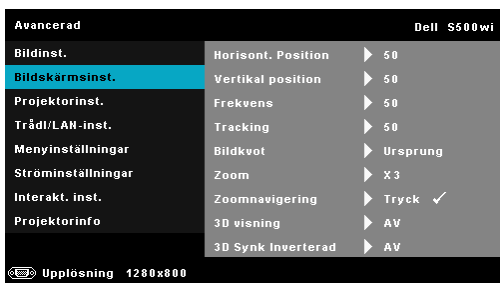 Avancerad Dell S500wi
Bildinst.
Bildskärmsinst.
Projektorinst.
Trådl/LAN-inst.
Menyinställningar
Ströminställningar
Interakt. inst.
Projektorinfo
Horisont. Position 50
Vertikal position 50
Frekvens 50
Tracking 50
Bildkvot Ursprung
Zoom X3
Zoomnavigering Tryck ✓
3D visning AV
3D Synk Inverterad AV
Upplösning 1280x800